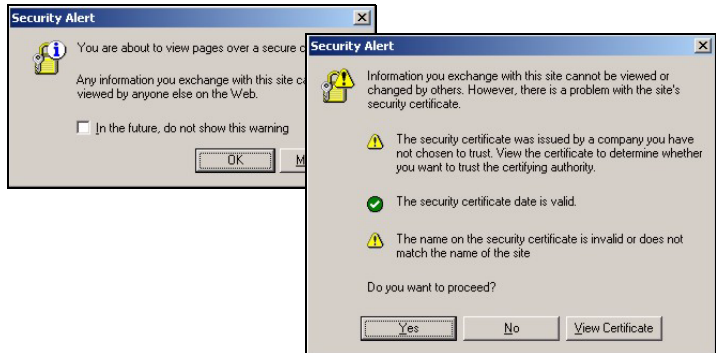 Security Alert
You are about to view pages over a secure
Any information you exchange with this site
viewed by anyone else on the Web.
In the future, do not show this warning
OK
Security Alert
Information you exchange with this site cannot be viewed or
changed by others. However, there is a problem with the site's
security certificate.
The security certificate was issued by a company you have
not chosen to trust. View the certificate to determine whether
you want to trust the certifying authority.
The security certificate date is valid.
The name on the security certificate is invalid or does not
match the name of the site
Do you want to proceed?
Yes
No
View Certificate